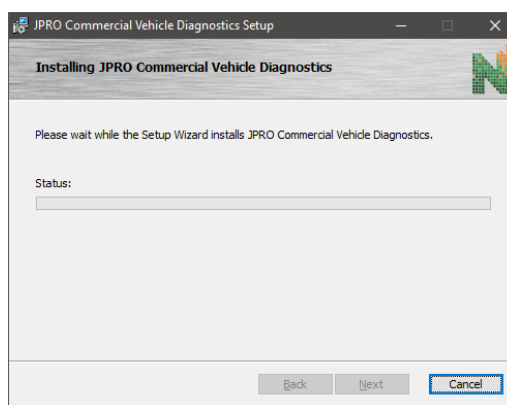 JPRO Commercial Vehicle Diagnostics Setup
Installing JPRO Commercial Vehicle Diagnostics
Please wait while the Setup Wizard installs JPRO Commercial Vehicle Diagnostics.
Status:
Back Next Cancel